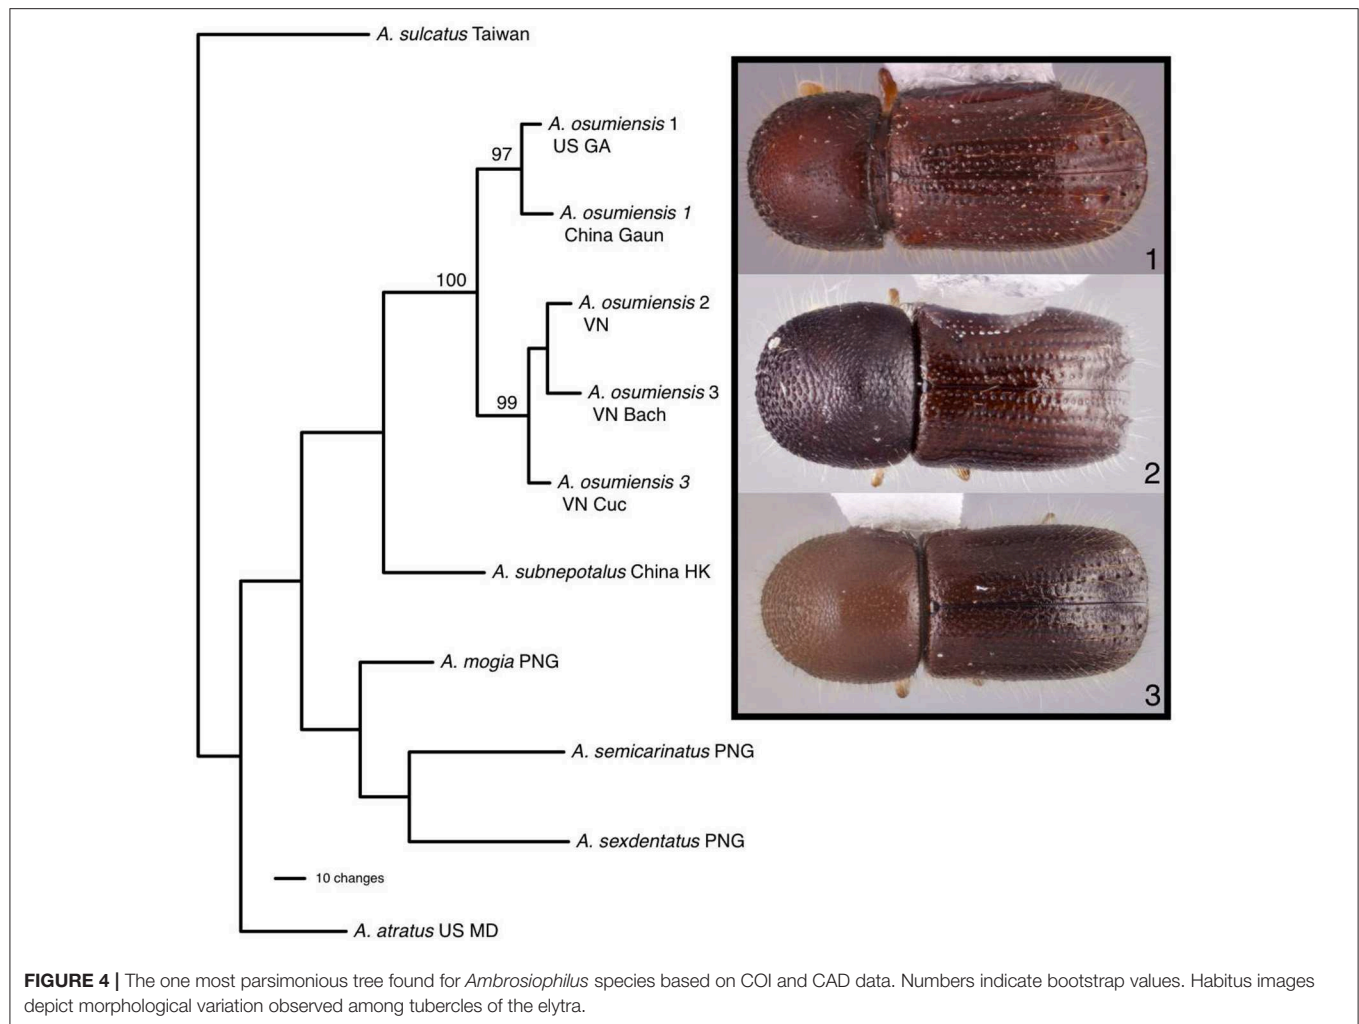 A. sulcatus Taiwan
A. osumiensis 1
US GA
97
A. osumiensis 1
China Gaun
100
A. osumiensis 2
VN
A. osumiensis 3
VN Bach
99
A. osumiensis 3
VN Cuc
A. subnepotalus China HK
A. mogia PNG
A. semicarinatus PNG
A. sexdentatus PNG
10 changes
A. atratus US MD
1
2
3
FIGURE 4 | The one most parsimonious tree found for Ambrosiophilus species based on COI and CAD data. Numbers indicate bootstrap values. Habitus images
depict morphological variation observed among tubercles of the elytra.